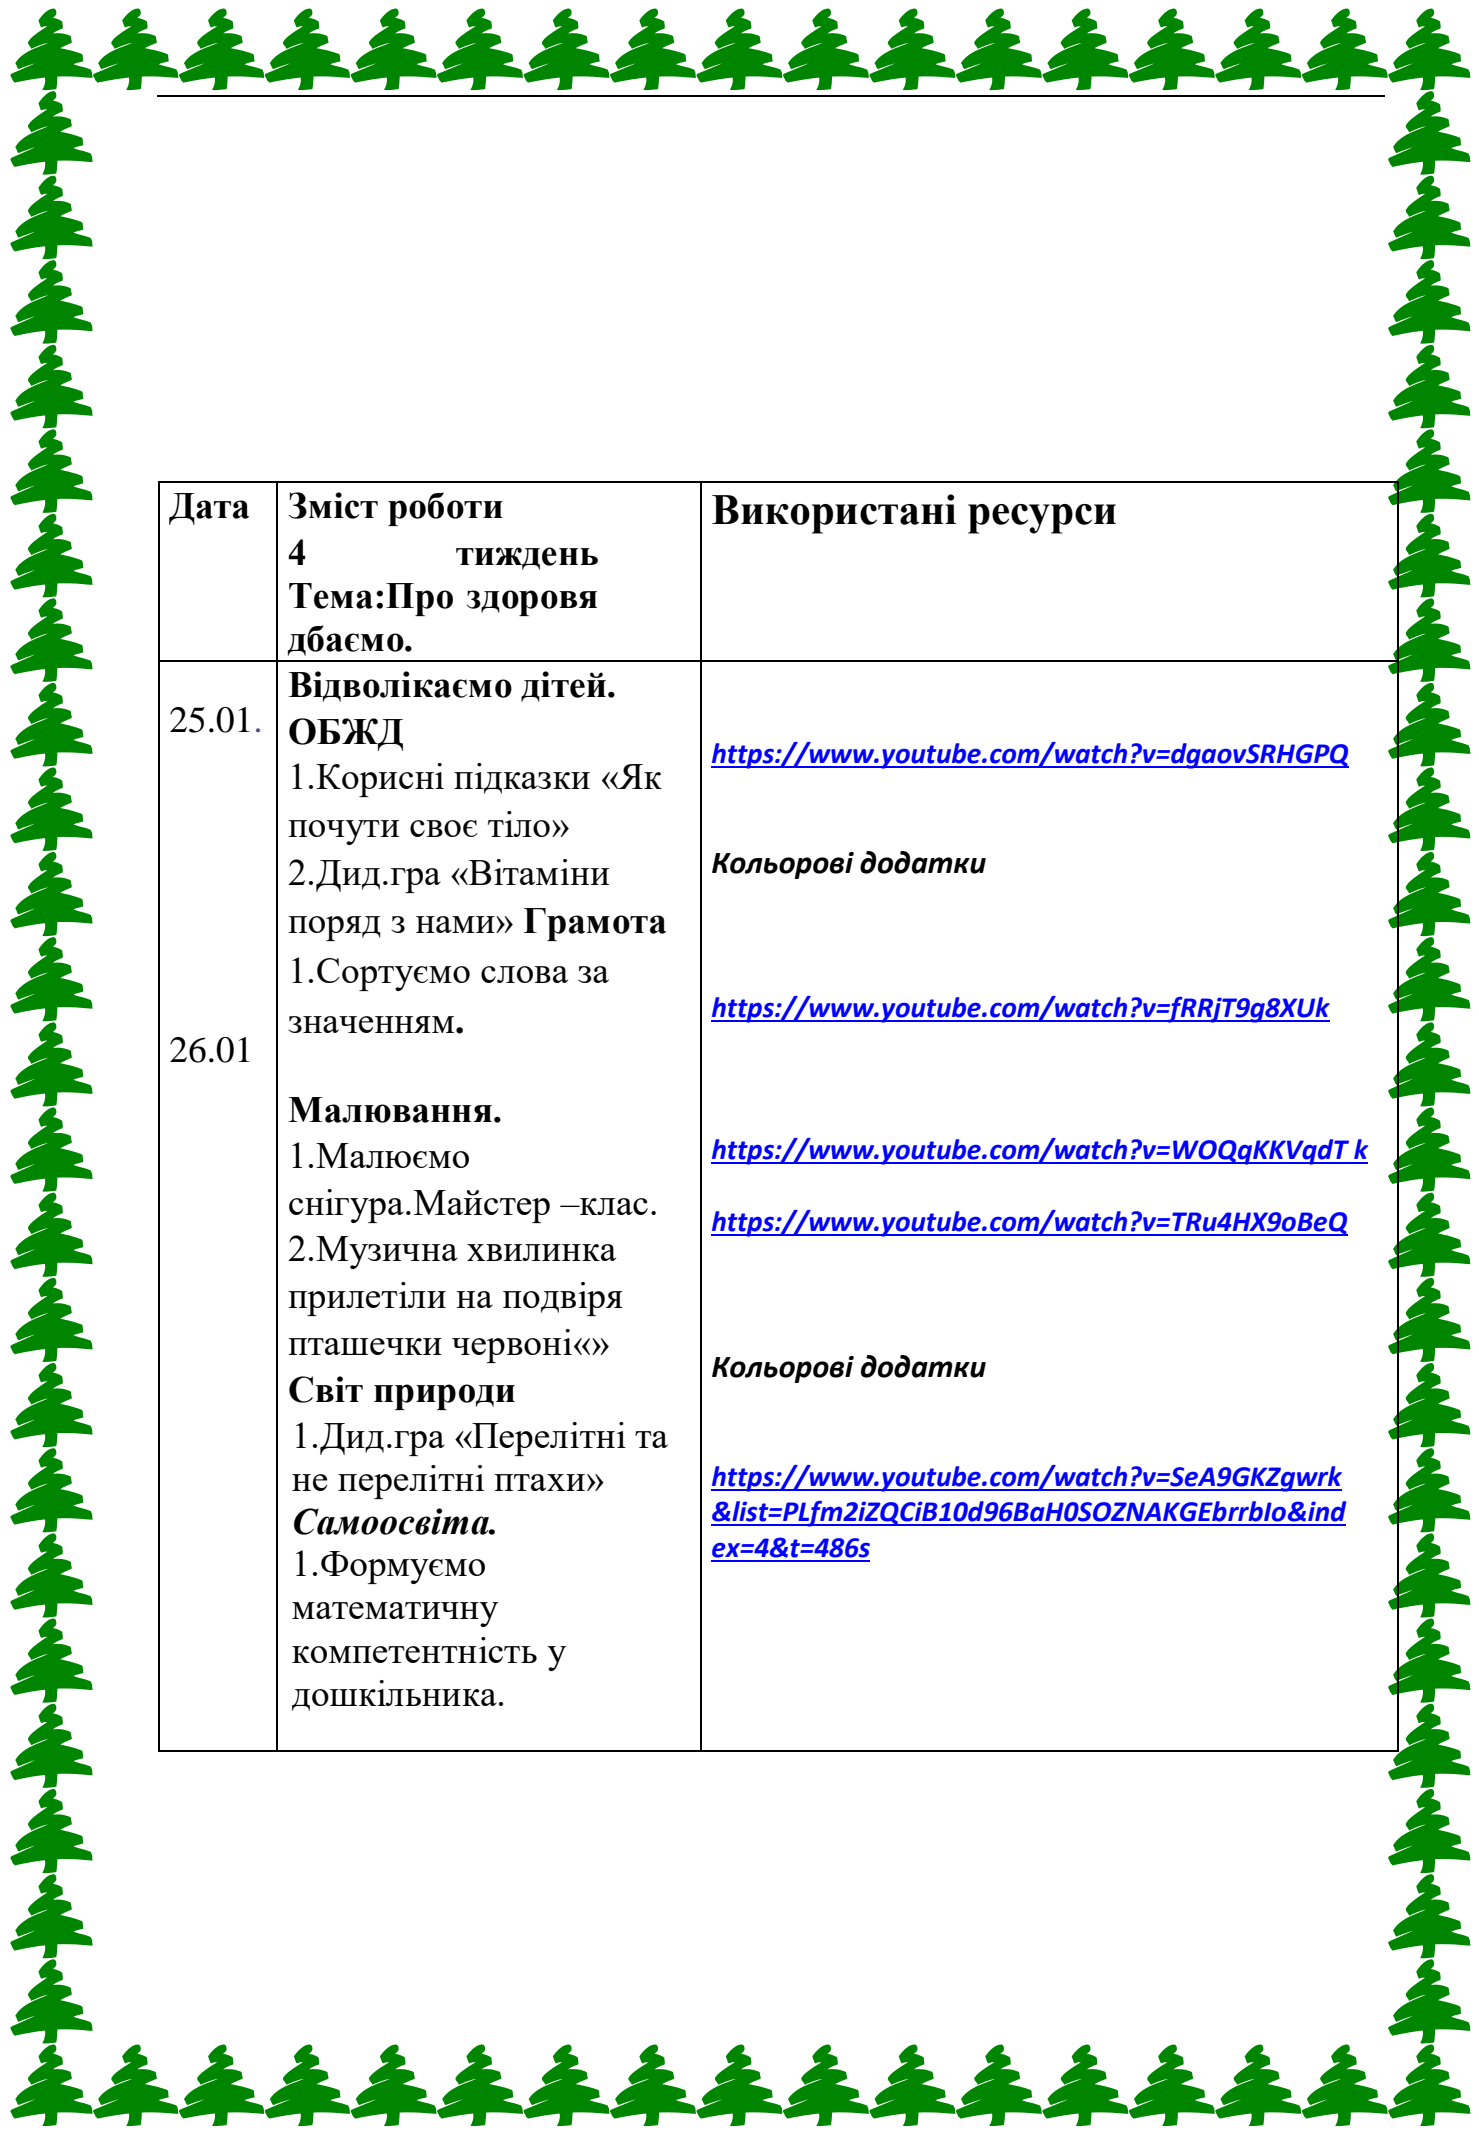 Дата
Зміст роботи
4 тиждень
Тема:Про здоровя
дбаємо.
Використані ресурси
25.01.
26.01
Відволікаємо дітей.
ОБЖД
1.Корисні підказки «Як
почути своє тіло»
2.Дид.гра «Вітаміни
поряд з нами» Грамота
1.Сортуємо слова за
значенням.
Малювання.
1.Малюємо
снігура.Майстер –клас.
2.Музична хвилинка
прилетіли на подвіря
пташечки червоні«»
Світ природи
1.Дид.гра «Перелітні та
не перелітні птахи»
Самоосвіта.
1.Формуємо
математичну
компетентність у
дошкільника.
https://www.youtube.com/watch?v=dgaovSRHGPQ
Кольорові додатки
https://www.youtube.com/watch?v=fRRjT9g8XUk
https://www.youtube.com/watch?v=WOQqKKVqdT k
https://www.youtube.com/watch?v=TRu4HX9oBeQ
Кольорові додатки
https://www.youtube.com/watch?v=SeA9GKZgwrk
&list=PLfm2iZQCiB10d96BaH0SOZNAKGEbrrbIo&ind
ex=4&t=486s